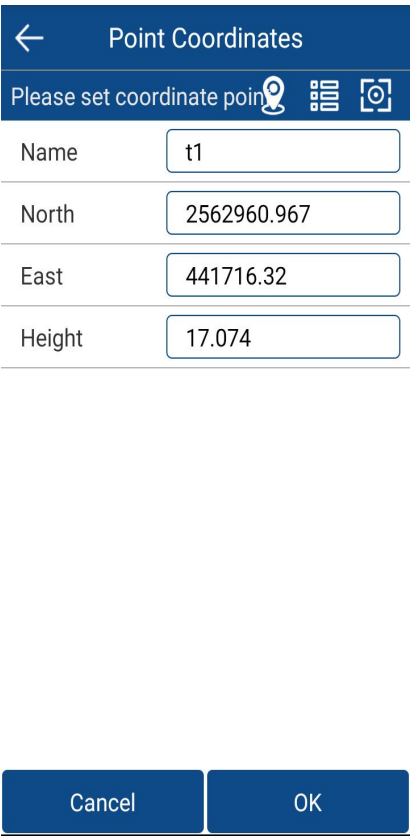 Point Coordinates
Please set coordinate poin
Name t1
North 2562960.967
East 441716.32
Height 17.074
Cancel OK